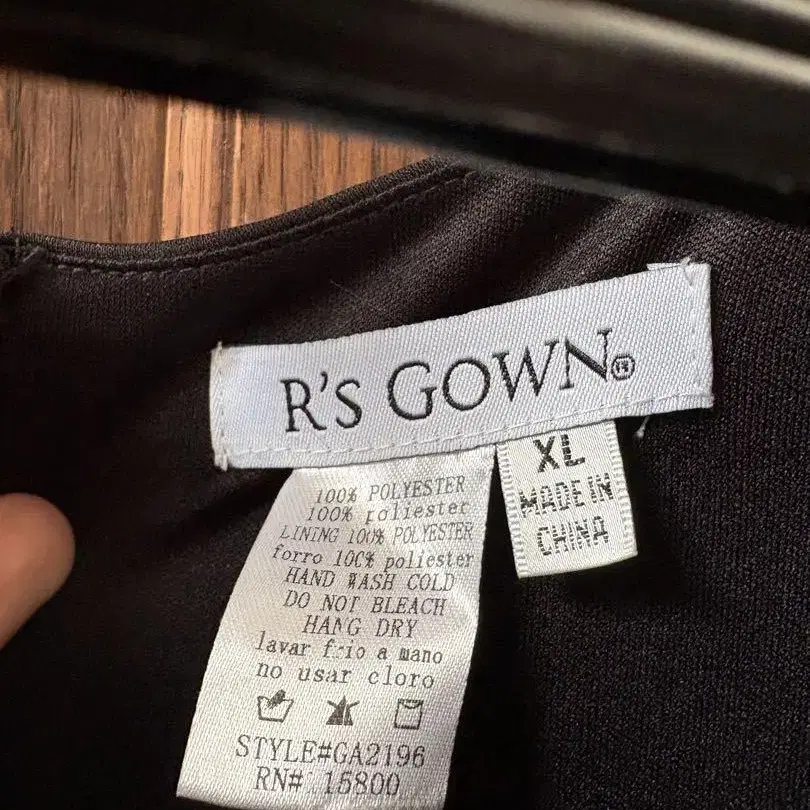 R'S GOWN®
XL
MADE IN
CHINA
100% POLYESTER
100% poliester
LINING 100% POLYESTER
forro 100% poliester
HAND WASH COLD
DO NOT BLEACH
HANG DRY
lavar frio a mano
no usar cloro
STYLE#GA2196
RN# 15800